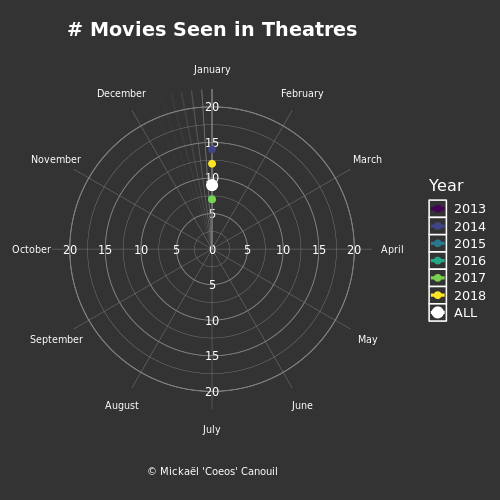 # Movies Seen in Theatres
January
December
February
November
March
October
April
September
May
August
June
July
20
15
10
5
20 15 10 5 0 5 10 15 20
5
10
15
20
Year
2013
2014
2015
2016
2017
2018
ALL
© Mickaël 'Coeos' Canouil